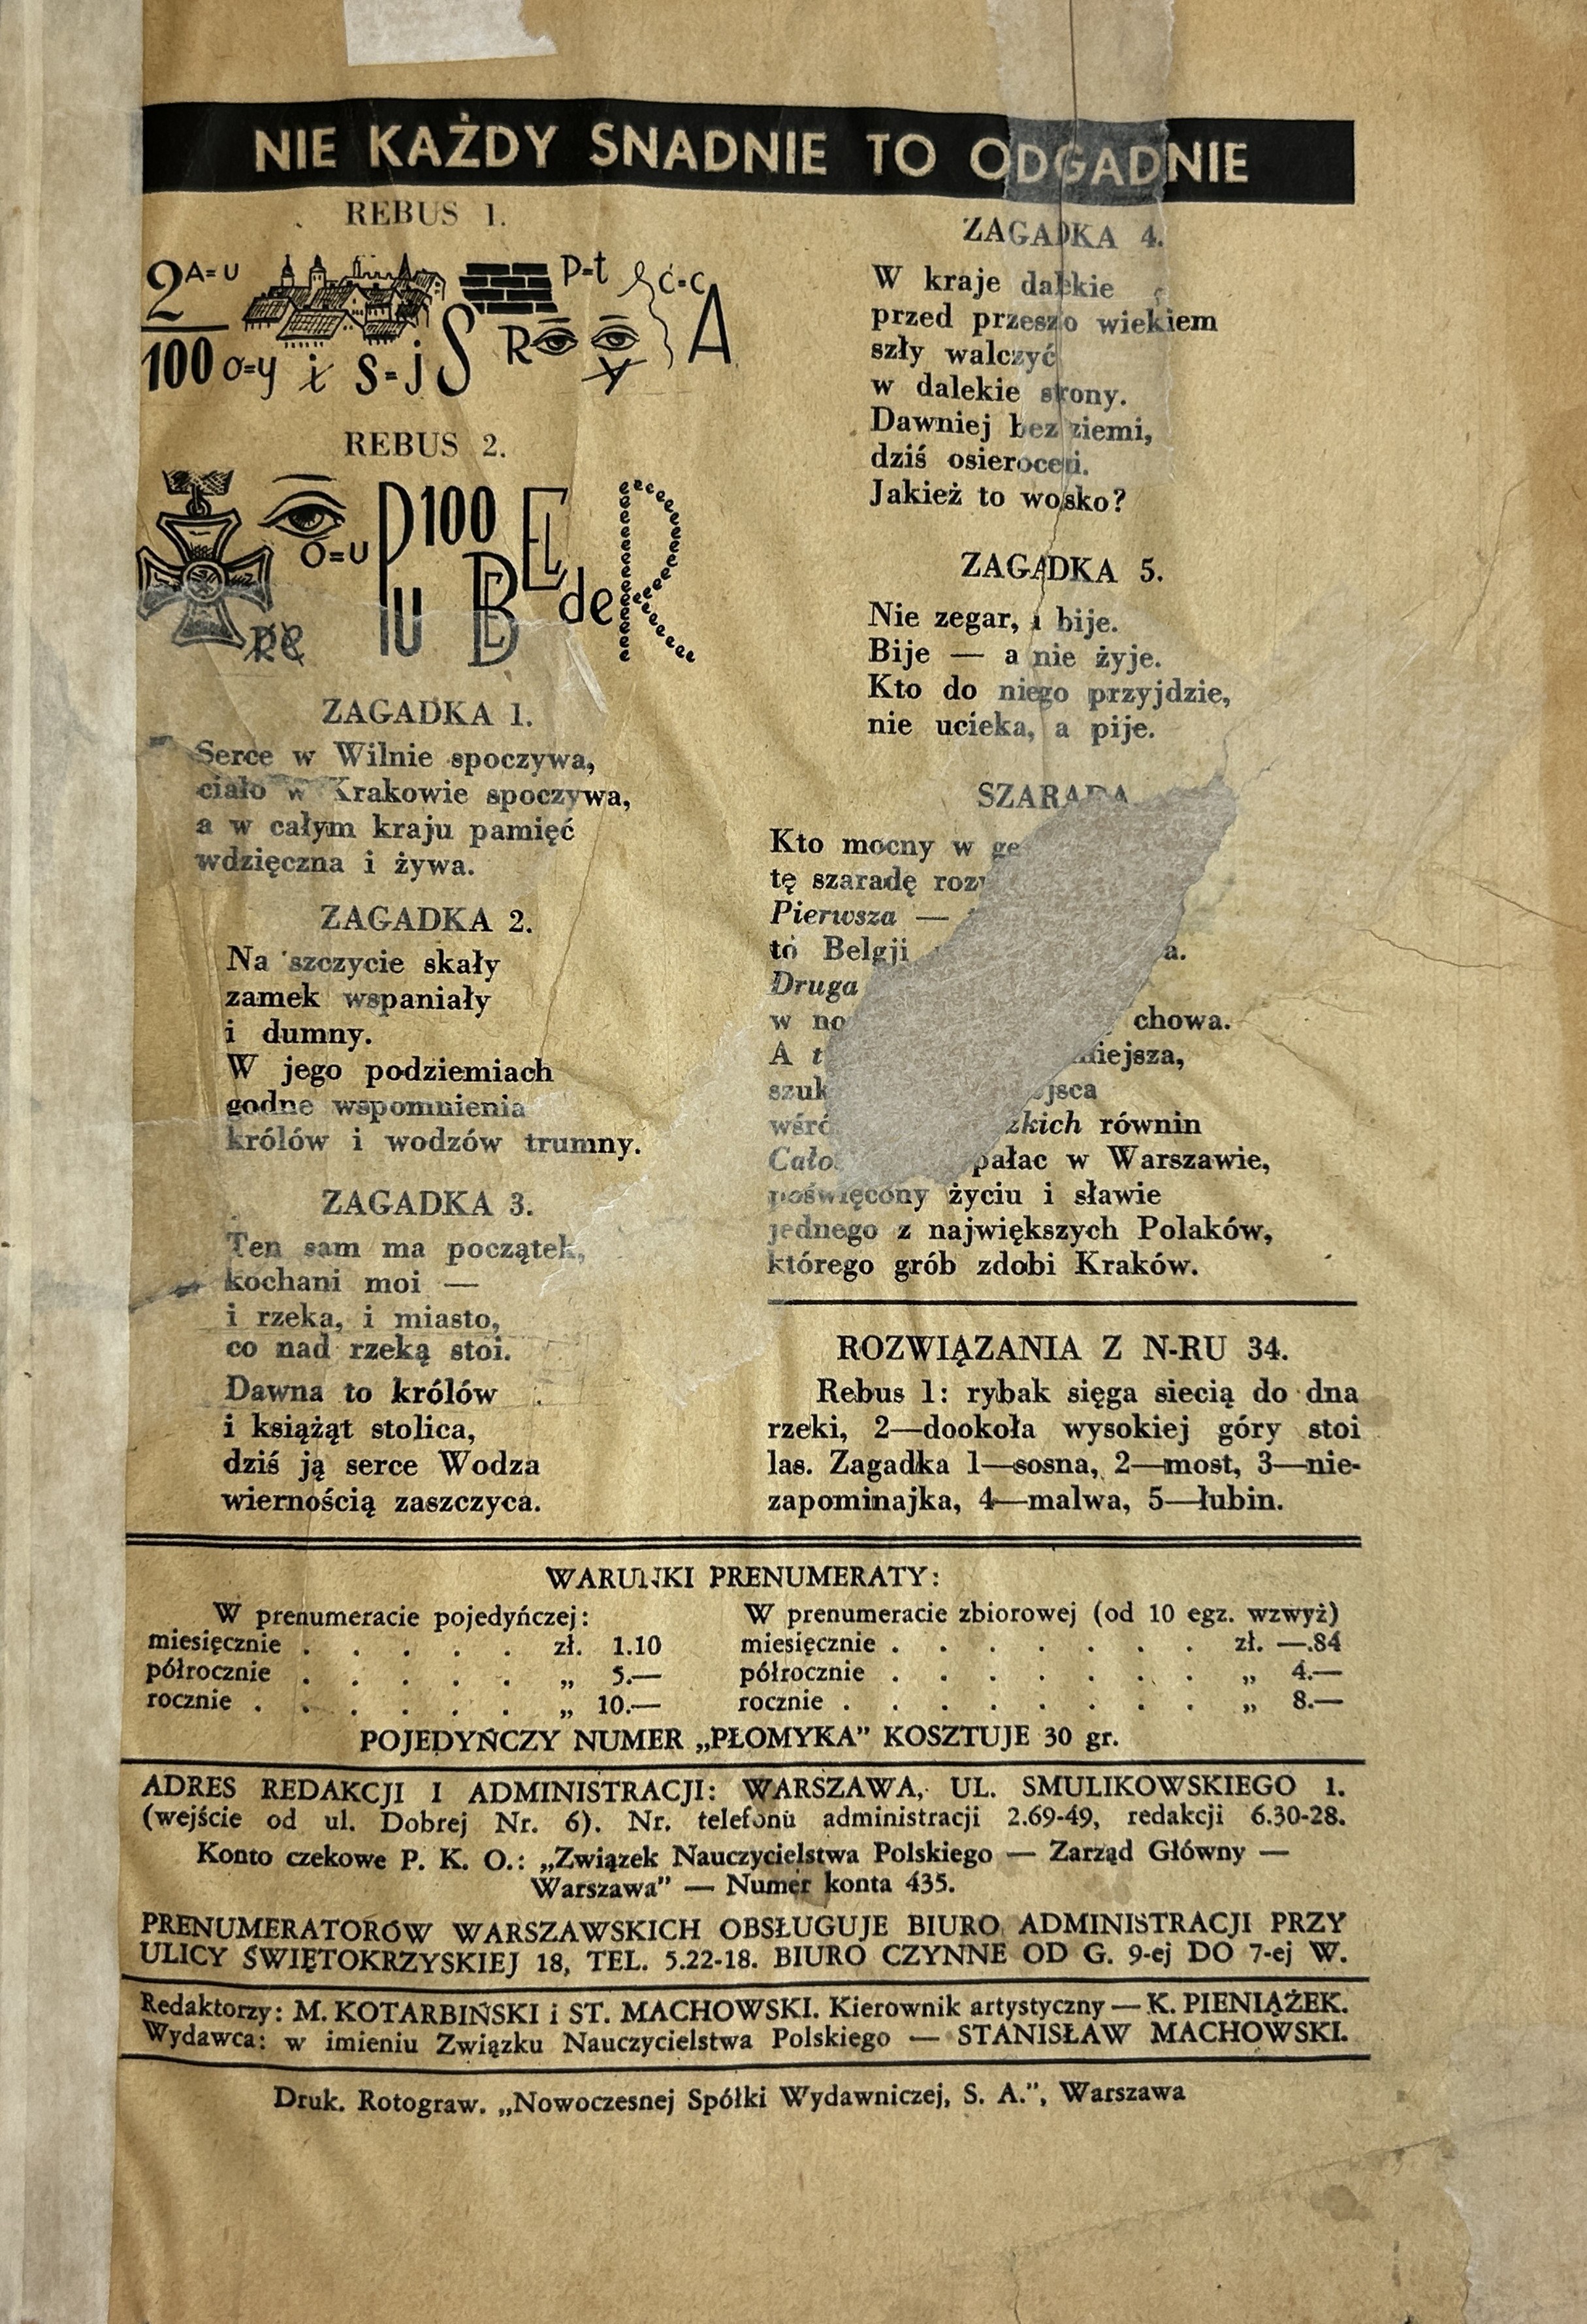 NIE KAŻDY SNADNIE TO ODGADNIE
REBUS 1.
2 A=U P=t Ć=C
100 O=y i S=j S R y A
REBUS 2.
O=U P 100 E L
RE IU B E de R
ZAGADKA 1.
Serce w Wilnie spoczywa,
ciało w Krakowie spoczywa,
a w całym kraju pamięć
wdzięczna i żywa.
ZAGADKA 2.
Na szczycie skały
zamek wspaniały
i dumny.
W jego podziemiach
godne wspomnienia
królów i wodzów trumny.
ZAGADKA 3.
Ten sam ma początek,
kochani moi —
i rzeka, i miasto,
co nad rzeką stoi.
Dawna to królów
i książąt stolica,
dziś ją serce Wodza
wiernością zaszczyca.
ZAGADKA 4.
W kraje dalekie
przed przeszło wiekiem
szły walczyć
w dalekie strony.
Dawniej bez ziemi,
dziś osieroceni.
Jakież to wojsko?
ZAGADKA 5.
Nie zegar, a bije.
Bije — a nie żyje.
Kto do niego przyjdzie,
nie ucieka, a pije.
SZARADA
Kto mocny w
tę szaradę
Pierwsza —
to Belgji
Druga
w chowa.
A
równin
pałac w Warszawie,
poświęcony życiu i sławie
jednego z największych Polaków,
którego grób zdobi Kraków.
ROZWIĄZANIA Z N-RU 34.
Rebus 1: rybak sięga siecią do dna
rzeki, 2—dookoła wysokiej góry stoi
las. Zagadka 1—sosna, 2—most, 3—nie-
zapominajka, 4—malwa, 5—łubin.
WARUNKI PRENUMERATY:
W prenumeracie pojedyńczej:
miesięcznie . . . . . zł. 1.10
półrocznie . . . . . „ 5.—
rocznie . . . . . . „ 10.—
W prenumeracie zbiorowej (od 10 egz. wzwyż)
miesięcznie . . . . . . . zł. —.84
półrocznie . . . . . . . „ 4.—
rocznie . . . . . . . . „ 8.—
POJEDYŃCZY NUMER „PŁOMYKA” KOSZTUJE 30 gr.
ADRES REDAKCJI I ADMINISTRACJI: WARSZAWA, UL. SMULIKOWSKIEGO 1.
(wejście od ul. Dobrej Nr. 6). Nr. telefonu administracji 2.69-49, redakcji 6.30-28.
Konto czekowe P. K. O.: „Związek Nauczycielstwa Polskiego — Zarząd Główny —
Warszawa” — Numer konta 435.
PRENUMERATORÓW WARSZAWSKICH OBSŁUGUJE BIURO ADMINISTRACJI PRZY
ULICY ŚWIĘTOKRZYSKIEJ 18, TEL. 5.22-18. BIURO CZYNNE OD G. 9-ej DO 7-ej W.
Redaktorzy: M. KOTARBIŃSKI i ST. MACHOWSKI. Kierownik artystyczny — K. PIENIĄŻEK.
Wydawca: w imieniu Związku Nauczycielstwa Polskiego — STANISŁAW MACHOWSKI.
Druk. Rotograw. „Nowoczesnej Spółki Wydawniczej, S. A.”, Warszawa